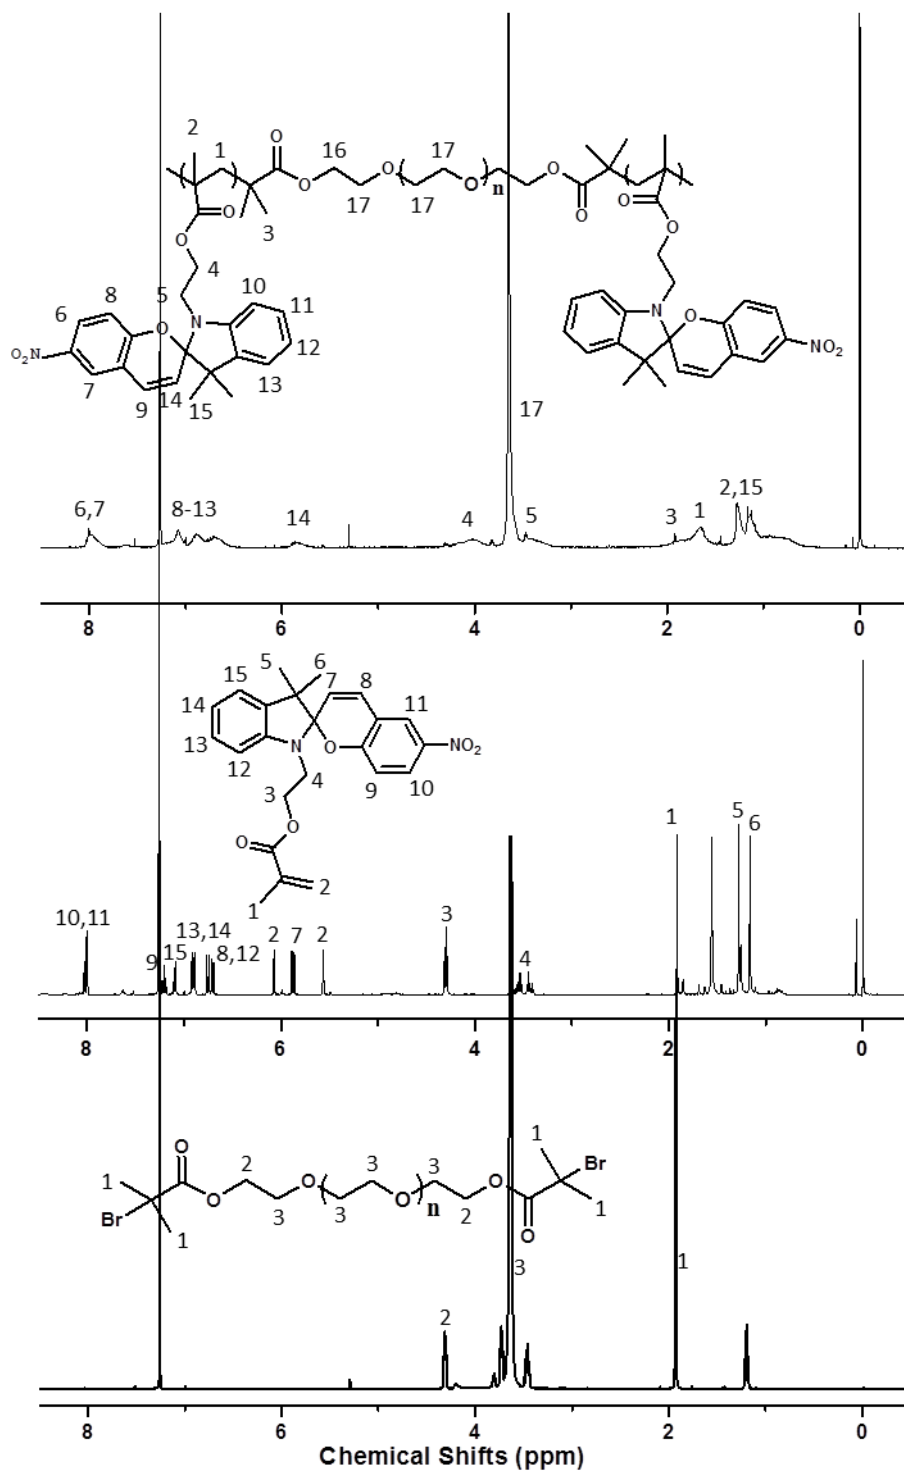 2 1 O 16 17 O
O O ( O ) n O
17 17
O 3 O O
O 4 O
8 5 10
6 N 11 N O
O 12
O2N NO2
7 13
9 14 15
17
6,7 8-13 14 4 5 3 1 2,15
8 6 4 2 0
5 6
15 7 8
14 11
13 N O NO2
12 4 9 10
3
O
O
2
1
10,11 9 15 13,14 8,12 2 7 2 3 4 1 5 6
8 6 4 2 0
1
O 2 O 3 3 O Br
1 O ( O ) n 1
Br 3 3 2 O
1
3 1
2
8 6 4 2 0
Chemical Shifts (ppm)